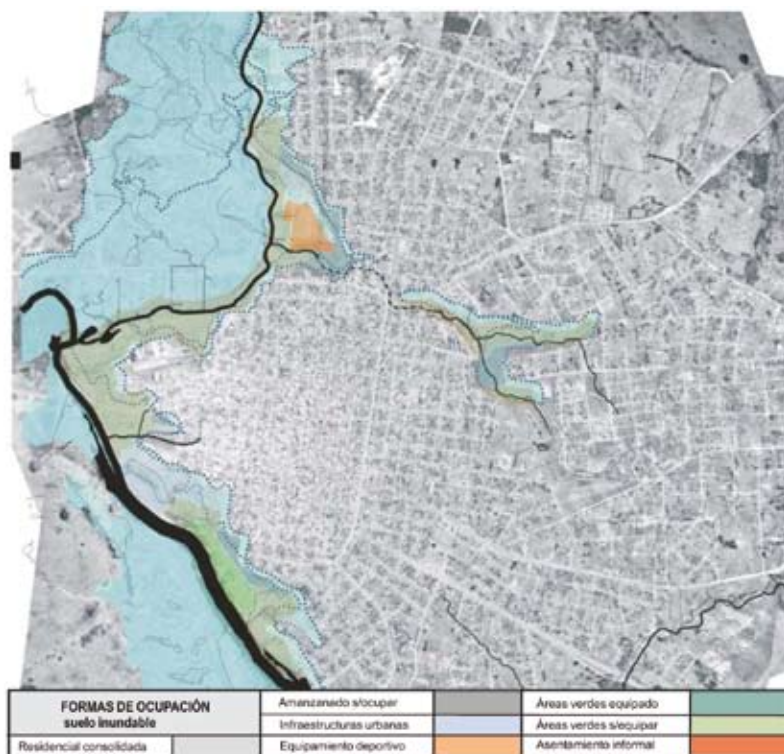 FORMAS DE OCUPACIÓN
suelo inundable
Residencial consolidada
Amanzanado s/ocupar
Infraestructuras urbanas
Equipamiento deportivo
Áreas verdes equipado
Áreas verdes s/equipar
Asentamiento informal